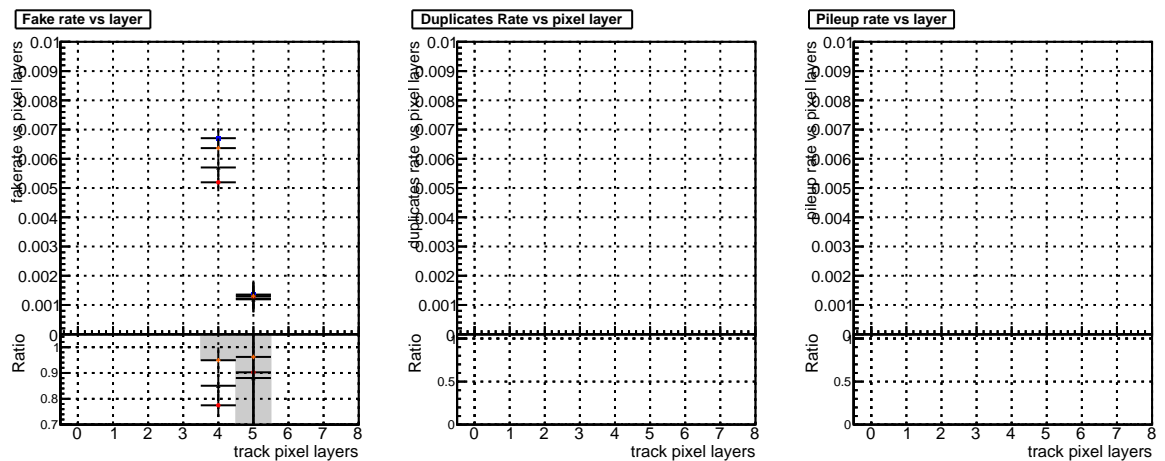 Fake rate vs layer
fakerate vs pixel layers
0.01
0.009
0.008
0.007
0.006
0.005
0.004
0.003
0.002
0.001
0
Ratio
1
0.9
0.8
0.7
0 1 2 3 4 5 6 7 8
track pixel layers
Duplicates Rate vs pixel layer
duplicates rate vs pixel layers
0.01
0.009
0.008
0.007
0.006
0.005
0.004
0.003
0.002
0.001
0
Ratio
1
0.5
0
0 1 2 3 4 5 6 7 8
track pixel layers
Pileup rate vs layer
pileup rate vs pixel layers
0.01
0.009
0.008
0.007
0.006
0.005
0.004
0.003
0.002
0.001
0
Ratio
1
0.5
0
0 1 2 3 4 5 6 7 8
track pixel layers